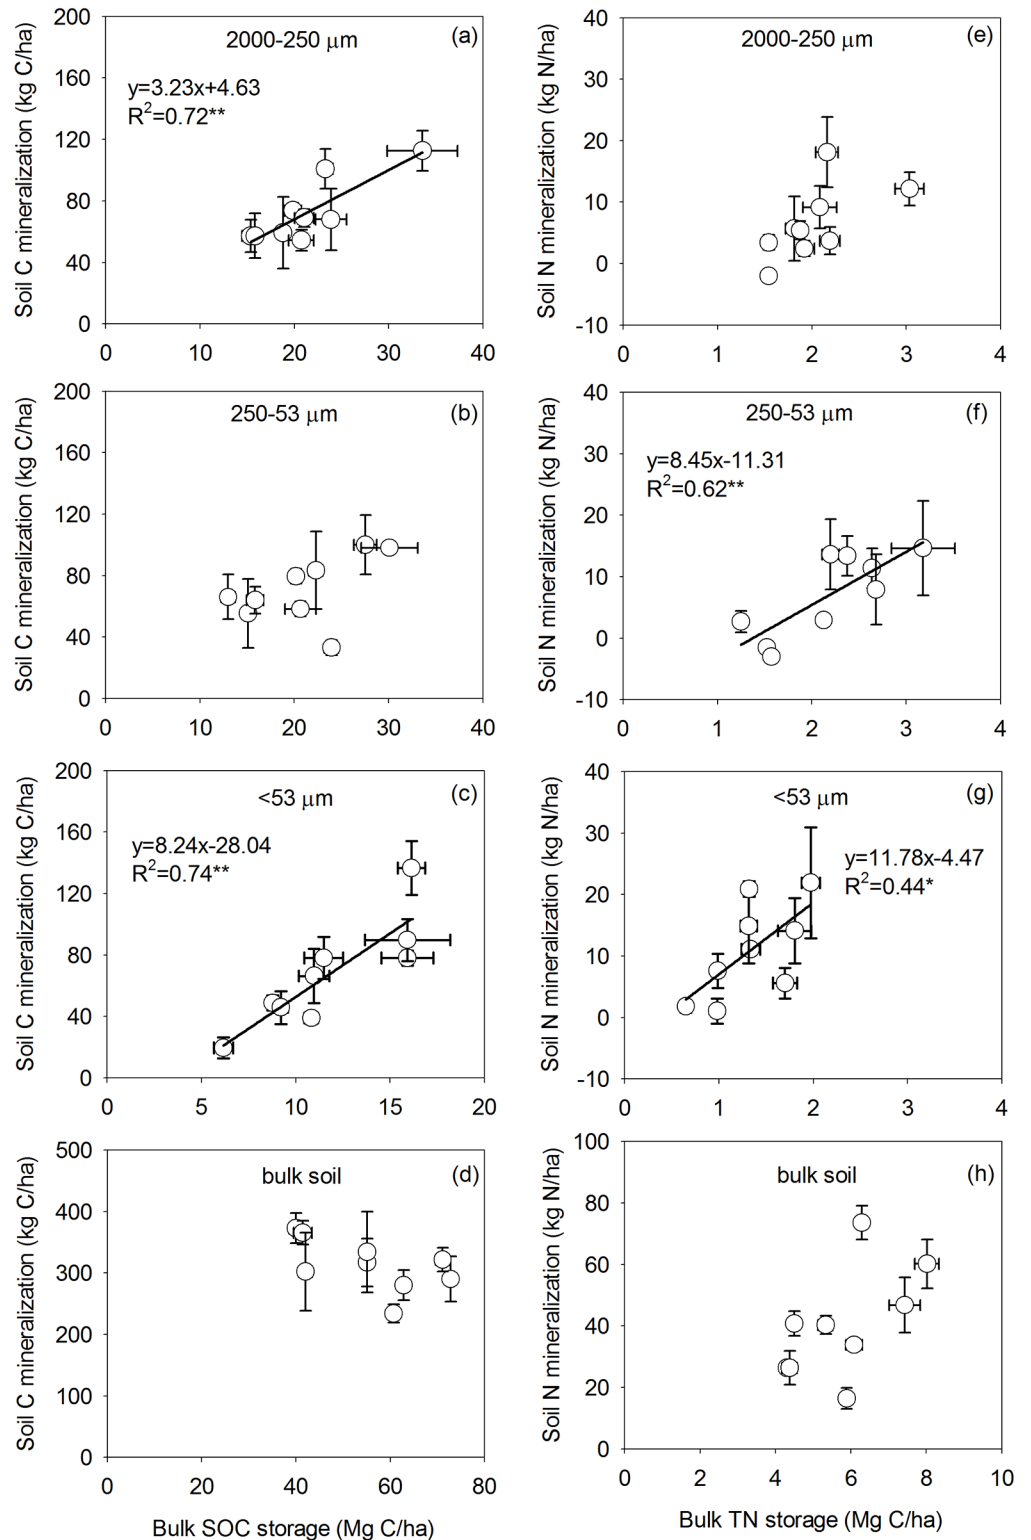 Soil C mineralization (kg C/ha)
200
160
120
80
40
0
2000-250 μm
(a)
y=3.23x+4.63
R²=0.72**
0 10 20 30 40
Soil N mineralization (kg N/ha)
40
30
20
10
0
-10
2000-250 μm
(e)
0 1 2 3 4
Soil C mineralization (kg C/ha)
200
160
120
80
40
0
250-53 μm
(b)
0 10 20 30 40
Soil N mineralization (kg N/ha)
40
30
20
10
0
-10
250-53 μm
(f)
y=8.45x-11.31
R²=0.62**
0 1 2 3 4
Soil C mineralization (kg C/ha)
200
160
120
80
40
0
<53 μm
(c)
y=8.24x-28.04
R²=0.74**
0 5 10 15 20
Soil N mineralization (kg N/ha)
40
30
20
10
0
-10
<53 μm
(g)
y=11.78x-4.47
R²=0.44*
0 1 2 3 4
Soil C mineralization (kg C/ha)
500
400
300
200
100
0
bulk soil
(d)
0 20 40 60 80
Bulk SOC storage (Mg C/ha)
Soil N mineralization (kg N/ha)
100
80
60
40
20
0
bulk soil
(h)
0 2 4 6 8 10
Bulk TN storage (Mg C/ha)